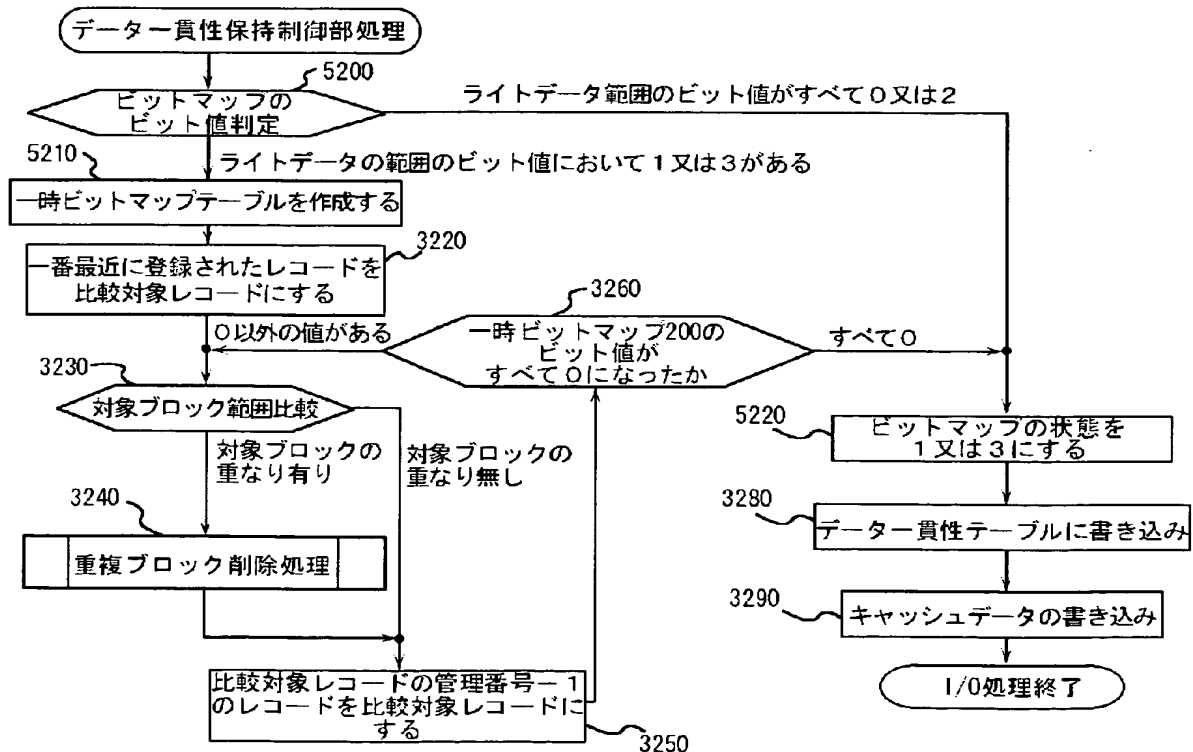 データ一貫性保持制御部処理
5200
ビットマップの
ビット値判定
ライトデータ範囲のビット値がすべて0又は2
5210
ライトデータの範囲のビット値において1又は3がある
一時ビットマップテーブルを作成する
3220
一番最近に登録されたレコードを
比較対象レコードにする
3260
0以外の値がある
一時ビットマップ200の
ビット値が
すべて0になったか
すべて0
3230
対象ブロック範囲比較
対象ブロックの
重なり有り
対象ブロックの
重なり無し
5220
ビットマップの状態を
1又は3にする
3240
重複ブロック削除処理
3280
データ一貫性テーブルに書き込み
3290
キャッシュデータの書き込み
比較対象レコードの管理番号-1
のレコードを比較対象レコードに
する
3250
I/O処理終了